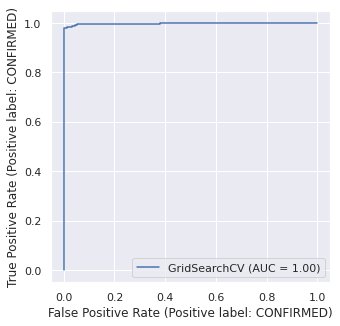 True Positive Rate (Positive label: CONFIRMED)
1.0
0.8
0.6
0.4
0.2
0.0
GridSearchCV (AUC = 1.00)
0.0 0.2 0.4 0.6 0.8 1.0
False Positive Rate (Positive label: CONFIRMED)